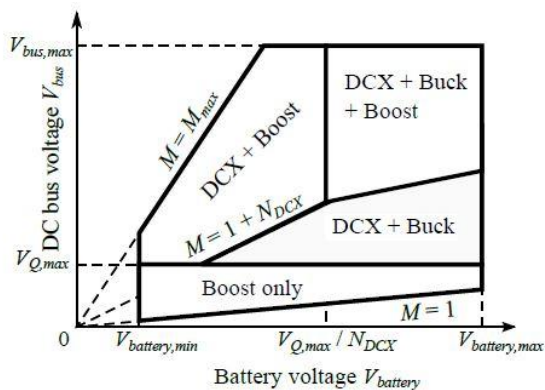 V_bus,max
DC bus voltage V_bus
M = M_max
DCX + Boost
DCX + Buck
+ Boost
M = 1 + N_DCX
DCX + Buck
V_Q,max
Boost only
M = 1
0
V_battery,min
V_Q,max / N_DCX
V_battery,max
Battery voltage V_battery